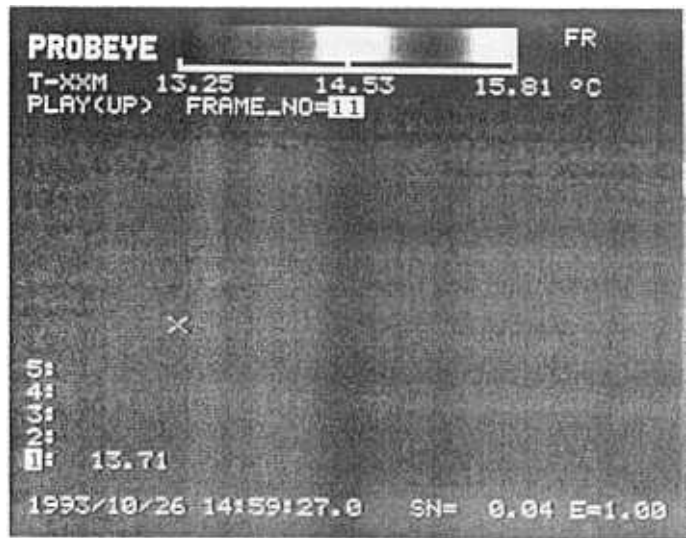 PROBEYE FR
T-XXM 13.25 14.53 15.81 °C
PLAY(UP) FRAME_NO=11
5:
4:
3:
2:
1: 13.71
1993/10/26 14:59:27.0 SN= 0.04 E=1.00